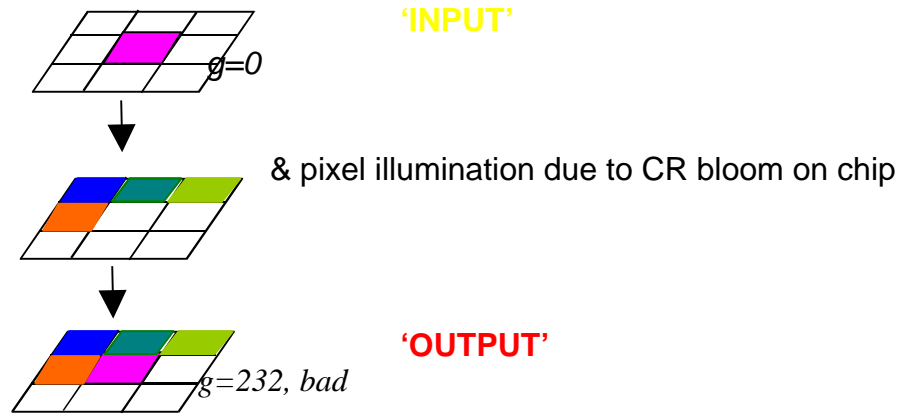 ‘INPUT’
g=0
& pixel illumination due to CR bloom on chip
‘OUTPUT’
g=232, bad